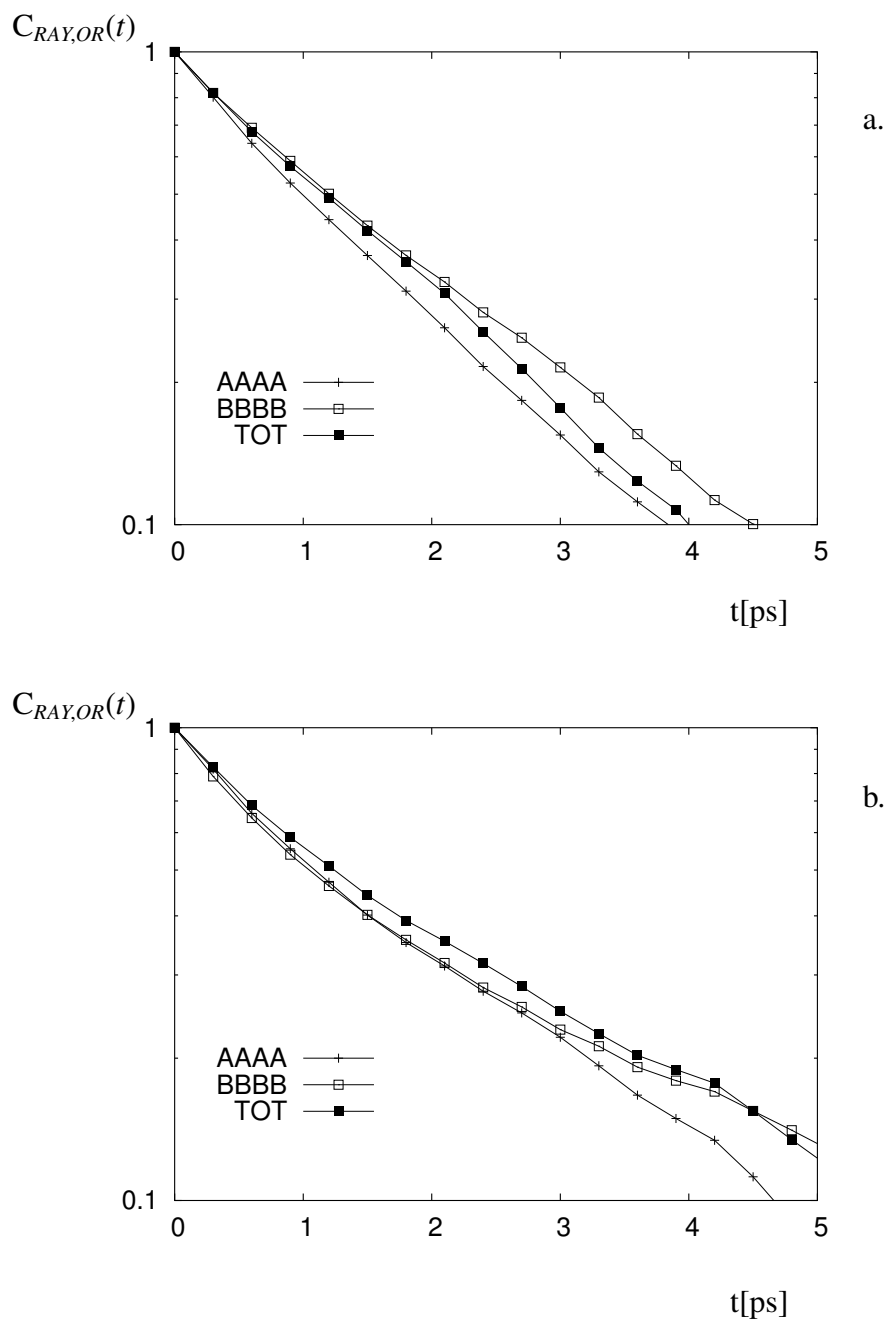 C_RAY,OR(t)
1
a.
AAAA
BBBB
TOT
0.1
0 1 2 3 4 5
t[ps]
C_RAY,OR(t)
1
b.
AAAA
BBBB
TOT
0.1
0 1 2 3 4 5
t[ps]